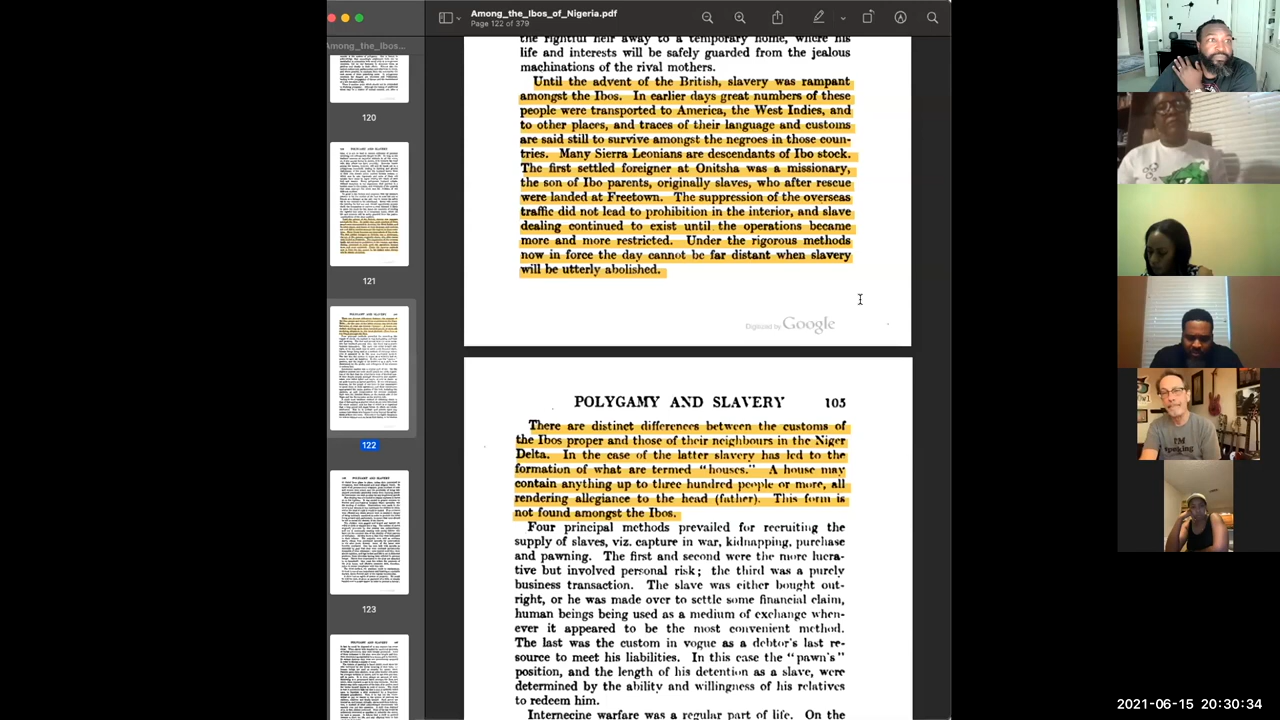 Among_the_Ibos_of_Nigeria.pdf
Page 122 of 379
Among_the_Ibos...
120
121
122
123
the rightful heir away to a temporary home, where his
life and interests will be safely guarded from the jealous
machinations of the rival mothers.
Until the advent of the British, slavery was rampant
amongst the Ibos. In earlier days great numbers of these
people were transported to America, the West Indies, and
to other places, and traces of their language and customs
are said still to survive amongst the negroes in those coun-
tries. Many Sierra Leonians are descendants of Ibo stock.
The first settled foreigner at Onitsha was a missionary,
the son of Ibo parents, originally slaves, who after rescue
were landed at Freetown. The suppression of the overseas
traffic did not lead to prohibition in the interior, and slave
dealing continued to exist until the operations became
more and more restricted. Under the rigorous methods
now in force the day cannot be far distant when slavery
will be utterly abolished.
Digitized by Google
POLYGAMY AND SLAVERY 105
There are distinct differences between the customs of
the Ibos proper and those of their neighbours in the Niger
Delta. In the case of the latter slavery has led to the
formation of what are termed "houses." A house may
contain anything up to three hundred people or more, all
rendering allegiance to the head (father). This form is
not found amongst the Ibos.
Four principal methods prevailed for recruiting the
supply of slaves, viz. capture in war, kidnapping, purchase
and pawning. The first and second were the more lucra-
tive but involved personal risk; the third was a purely
business transaction. The slave was either bought out-
right, or he was made over to settle some financial claim,
human beings being used as a medium of exchange when-
ever it appeared to be the most convenient method.
The last was the custom in vogue as a debtor's last re-
source to meet his liabilities. In this case the "pawn's"
position, and the length of his detention as a slave were
determined by the ability and willingness of his relatives
to redeem him.
Internecine warfare was a regular part of life. On the
I'M
speaking
2021-06-15 20:30:34